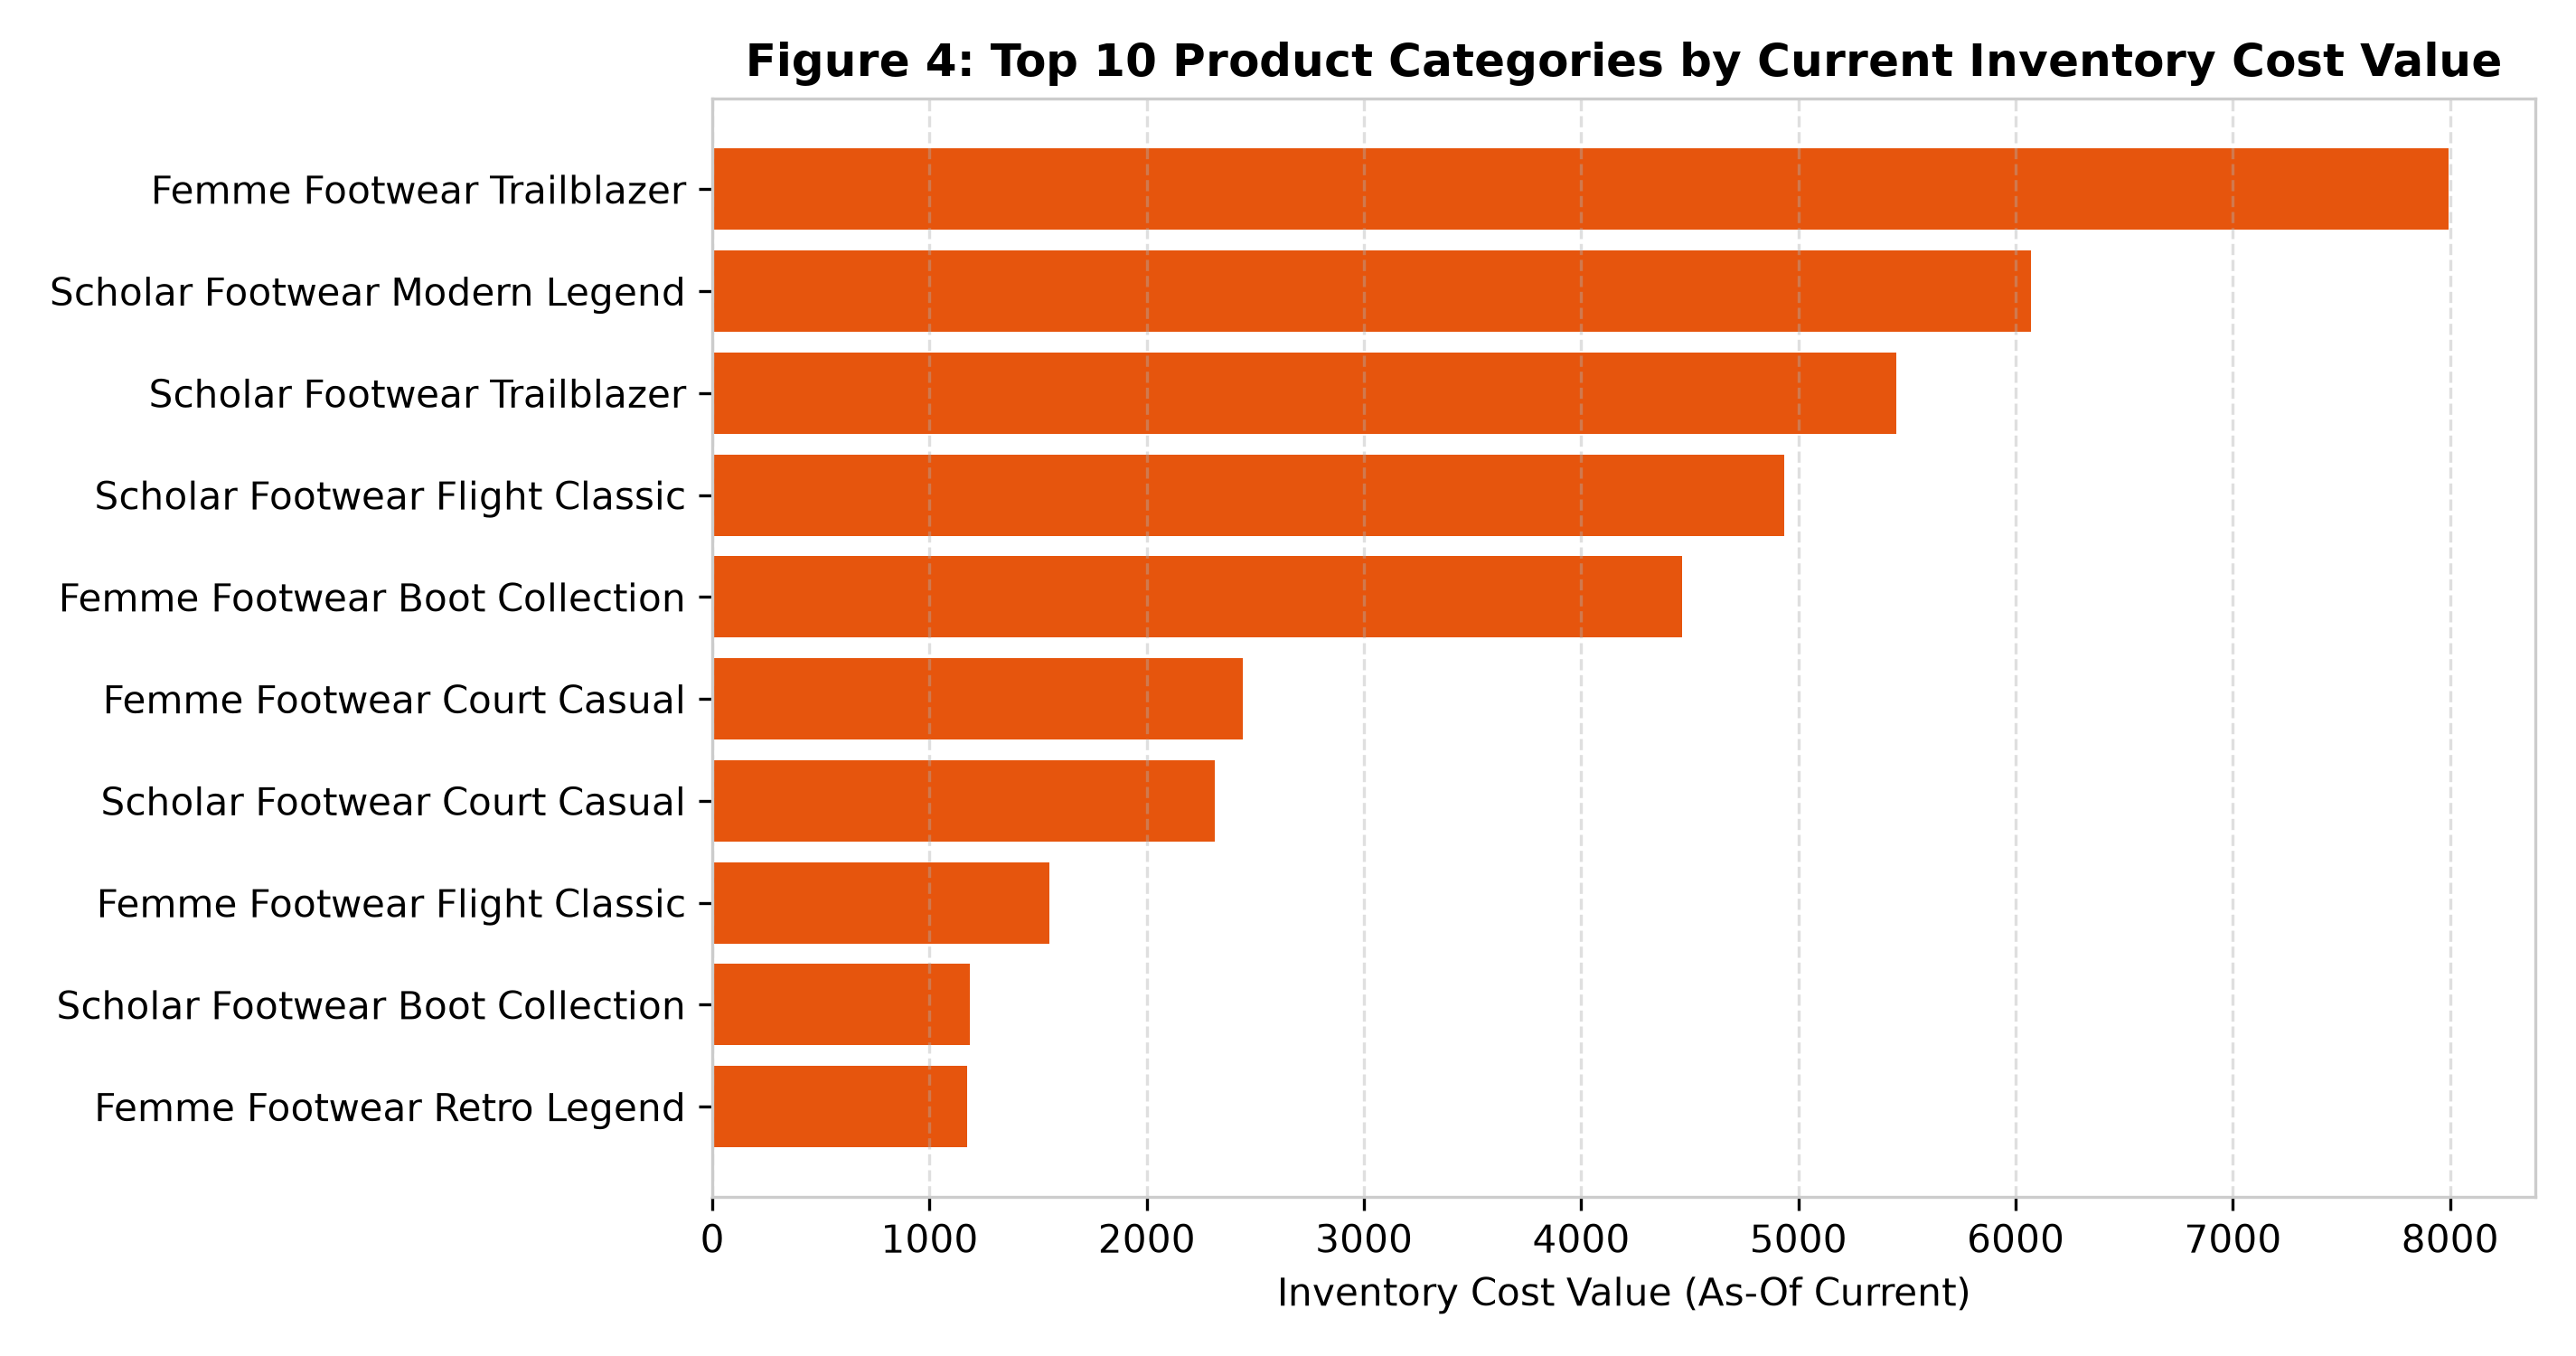 Figure 4: Top 10 Product Categories by Current Inventory Cost Value
Femme Footwear Trailblazer
Scholar Footwear Modern Legend
Scholar Footwear Trailblazer
Scholar Footwear Flight Classic
Femme Footwear Boot Collection
Femme Footwear Court Casual
Scholar Footwear Court Casual
Femme Footwear Flight Classic
Scholar Footwear Boot Collection
Femme Footwear Retro Legend
0 1000 2000 3000 4000 5000 6000 7000 8000
Inventory Cost Value (As-Of Current)